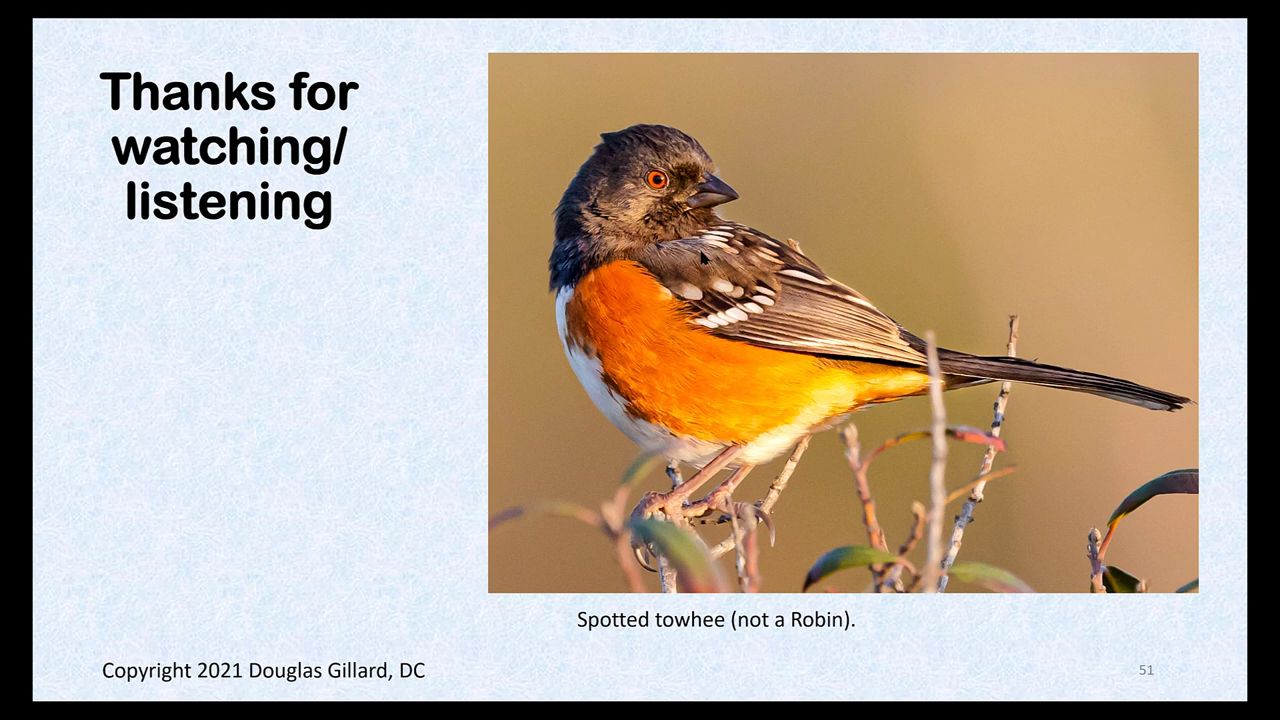 Thanks for
watching/
listening
Spotted towhee (not a Robin).
Copyright 2021 Douglas Gillard, DC
51